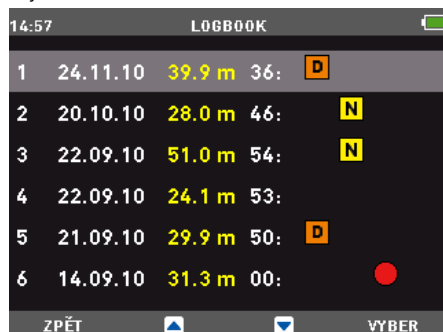 14:57 LOGBOOK
1 24.11.10 39.9 m 36: D
2 20.10.10 28.0 m 46: N
3 22.09.10 51.0 m 54: N
4 22.09.10 24.1 m 53:
5 21.09.10 29.9 m 50: D
6 14.09.10 31.3 m 00:
ZPĚT VYBER